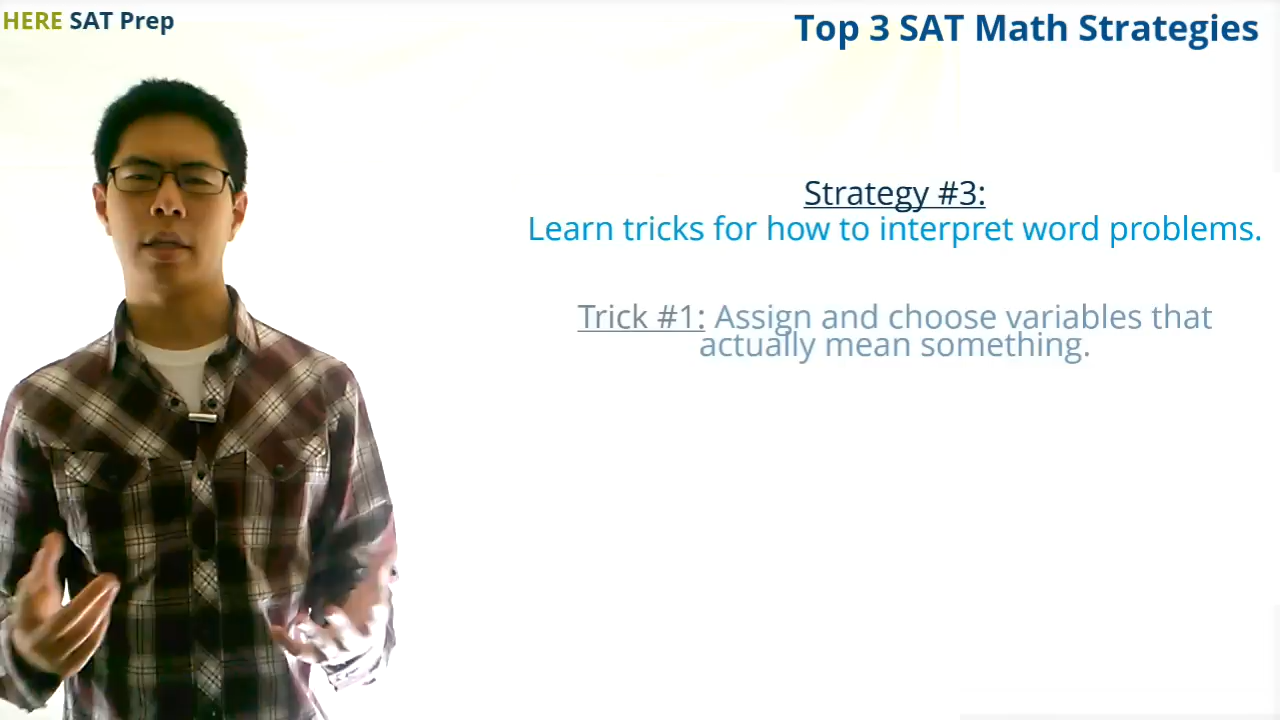 HERE SAT Prep
Top 3 SAT Math Strategies
Strategy #3:
Learn tricks for how to interpret word problems.
Trick #1: Assign and choose variables that
actually mean something.